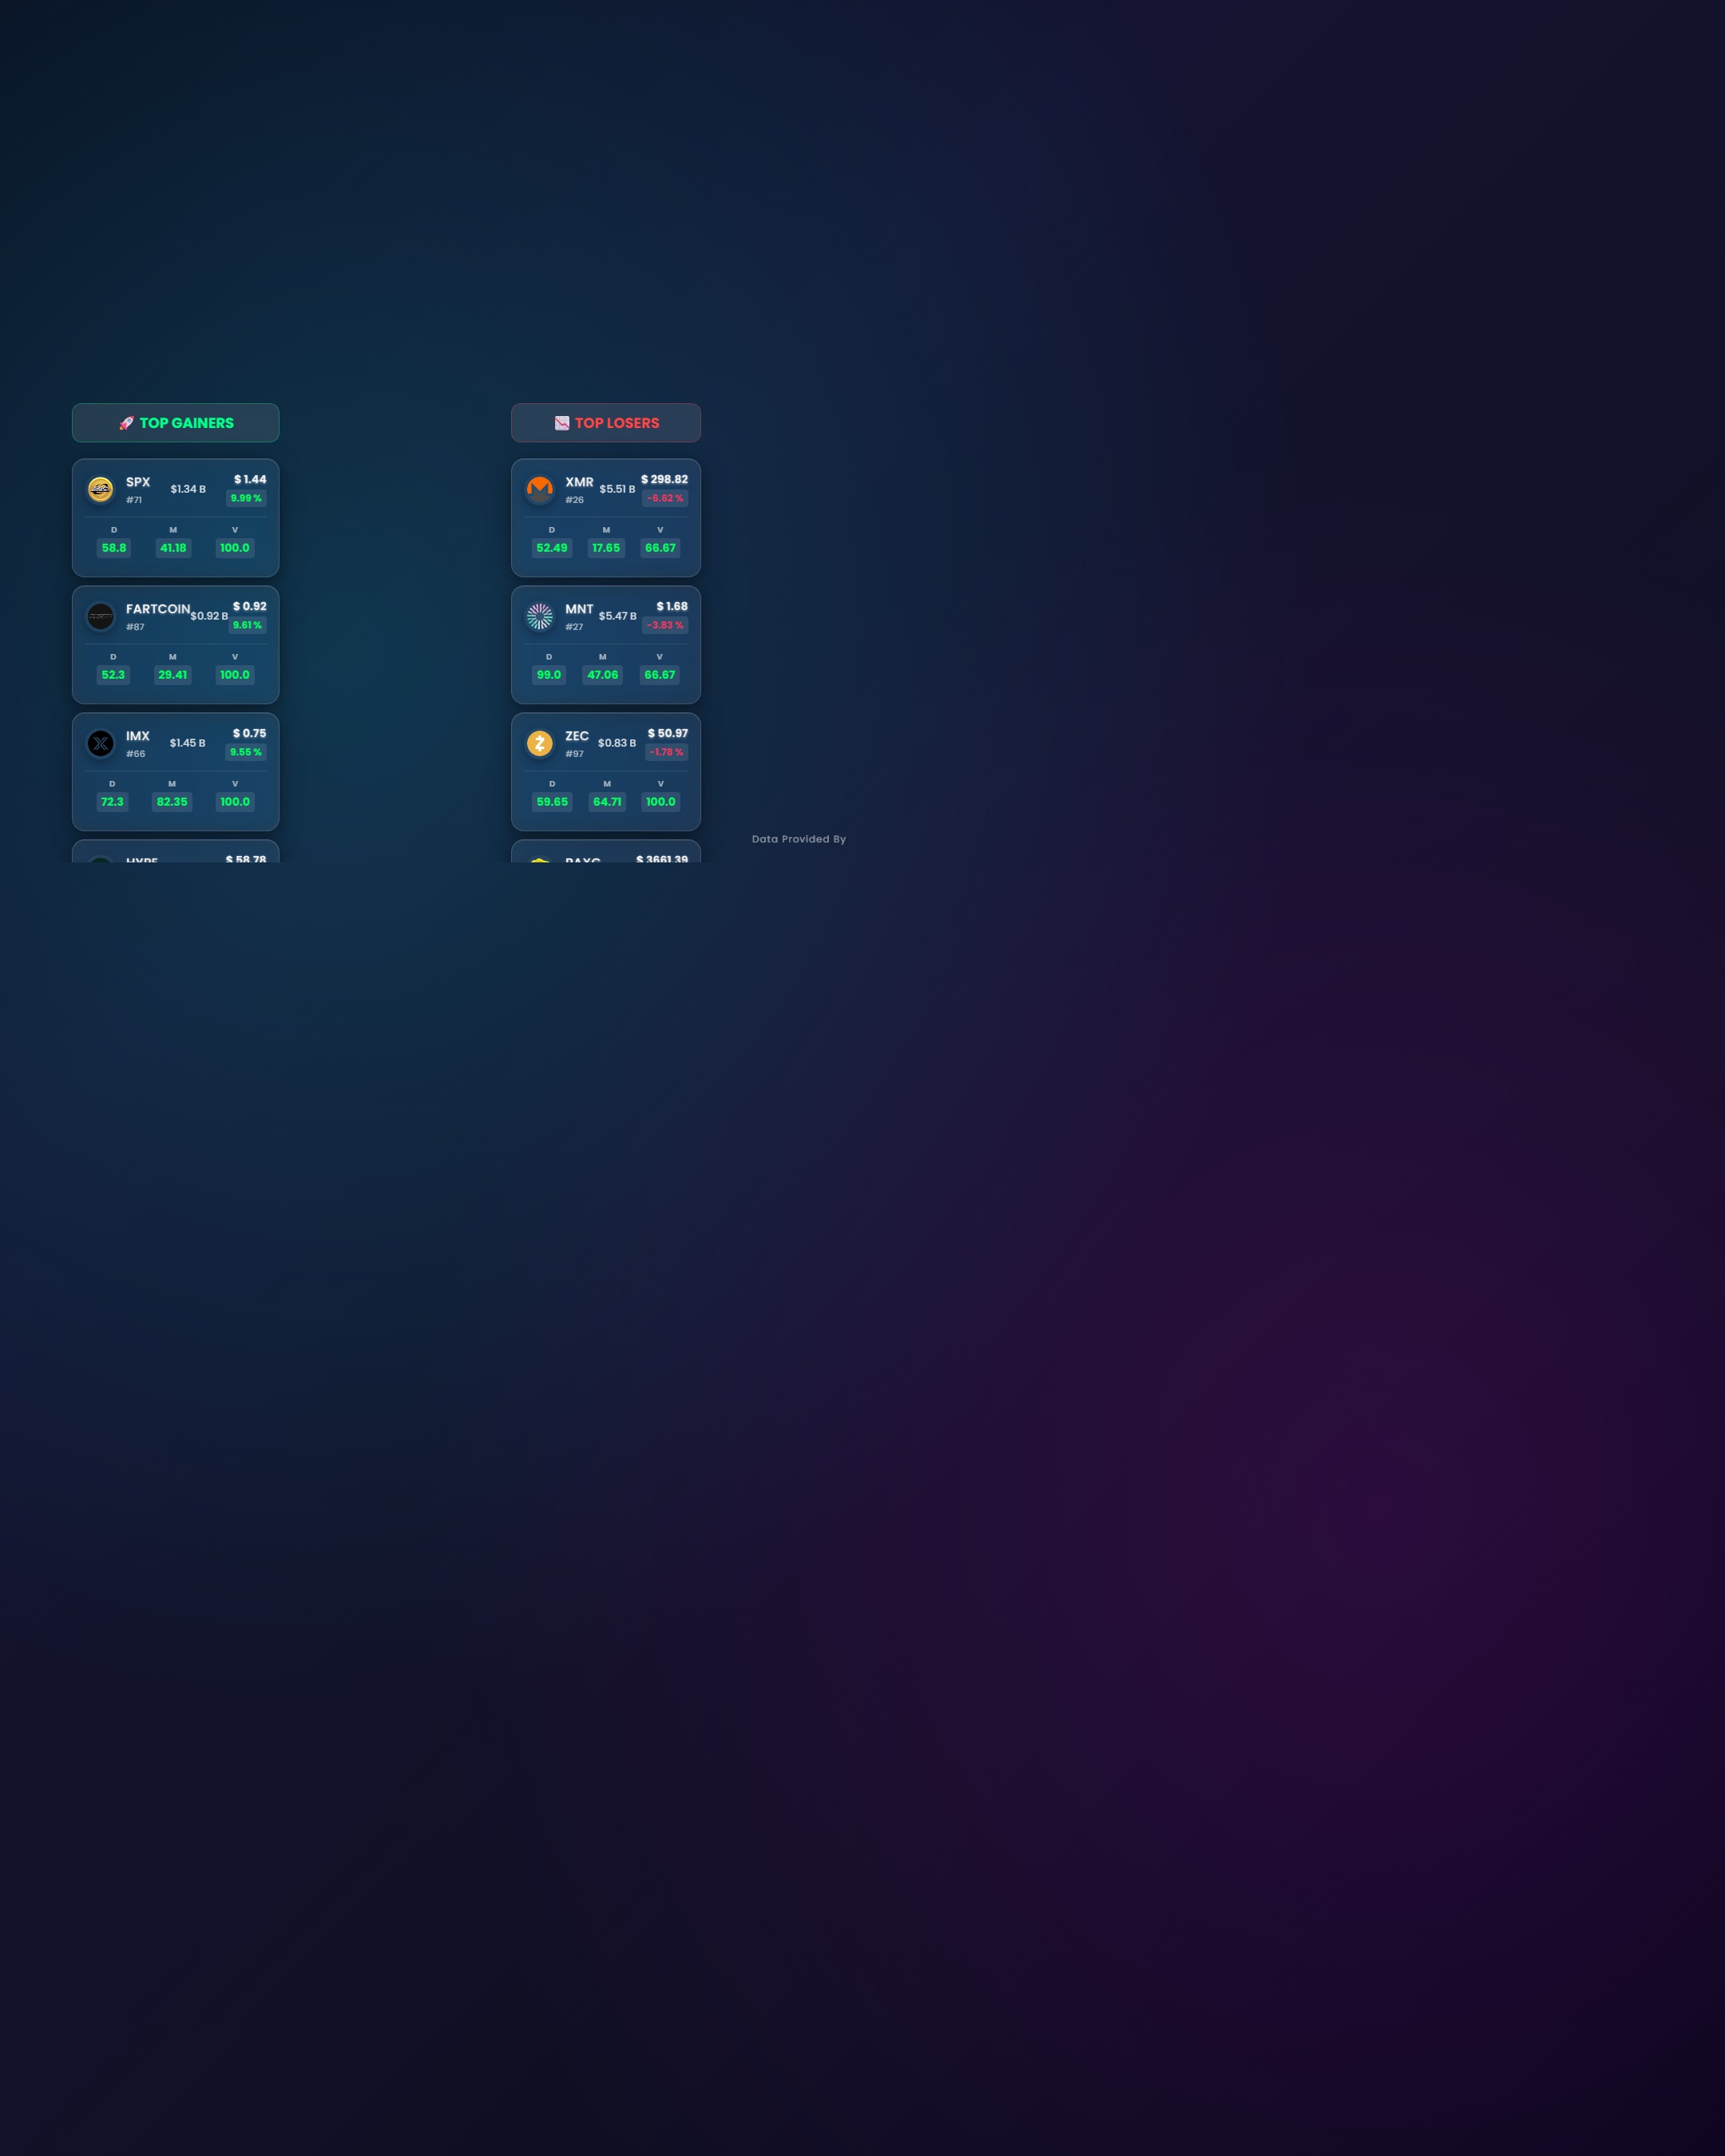 🚀 TOP GAINERS
SPX
#71
$1.34 B
$ 1.44
9.99 %
D M V
58.8 41.18 100.0
FARTCOIN
#87
$0.92 B
$ 0.92
9.61 %
D M V
52.3 29.41 100.0
IMX
#66
$1.45 B
$ 0.75
9.55 %
D M V
72.3 82.35 100.0
HYPE
$ 58.78
📉 TOP LOSERS
XMR
#26
$5.51 B
$ 298.82
-6.62 %
D M V
52.49 17.65 66.67
MNT
#27
$5.47 B
$ 1.68
-3.83 %
D M V
99.0 47.06 66.67
ZEC
#97
$0.83 B
$ 50.97
-1.78 %
D M V
59.65 64.71 100.0
PAXG
$ 3661.39
Data Provided By